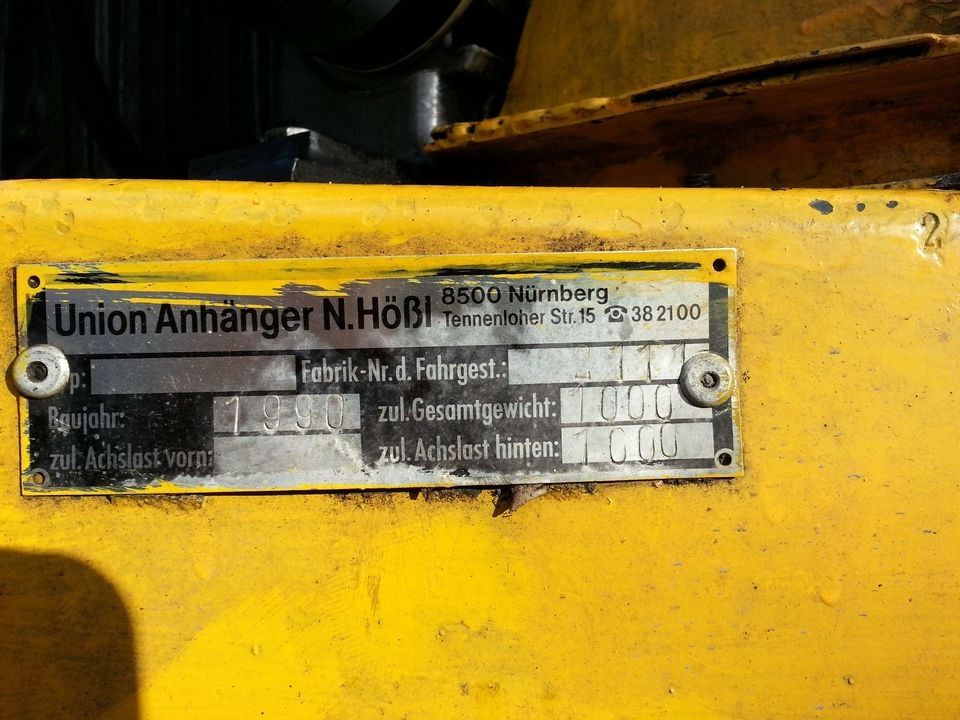 Union Anhänger N. Hößl 8500 Nürnberg
Tennenloher Str. 15 ☎ 38 2100
Fabrik-Nr. d. Fahrgest.:
Baujahr: 1990 zul. Gesamtgewicht: 1000
zul. Achslast vorn: zul. Achslast hinten: 1000
2